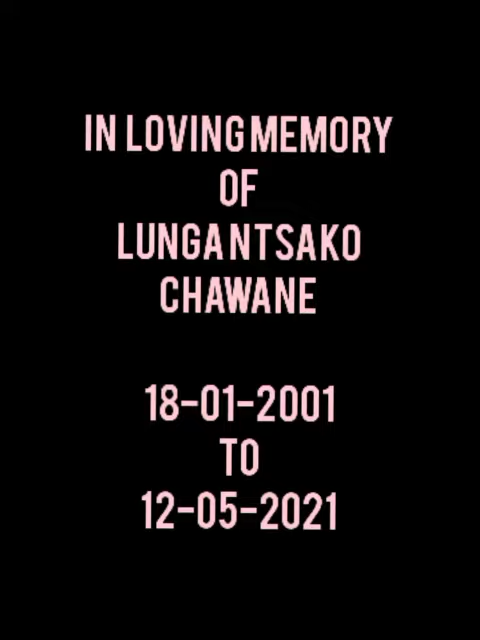 IN LOVING MEMORY
OF
LUNGA NTSAKO
CHAWANE
18-01-2001
TO
12-05-2021